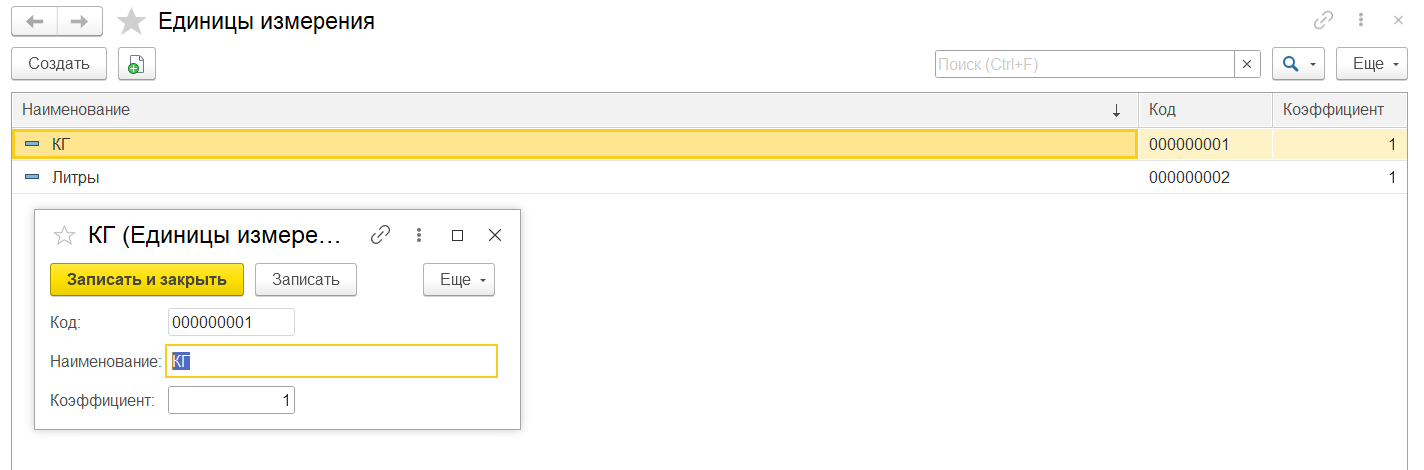 Единицы измерения
Создать Поиск (Ctrl+F) Еще
Наименование Код Коэффициент
КГ 000000001 1
Литры 000000002 1
КГ (Единицы измере...
Записать и закрыть Записать Еще
Код: 000000001
Наименование: КГ
Коэффициент: 1